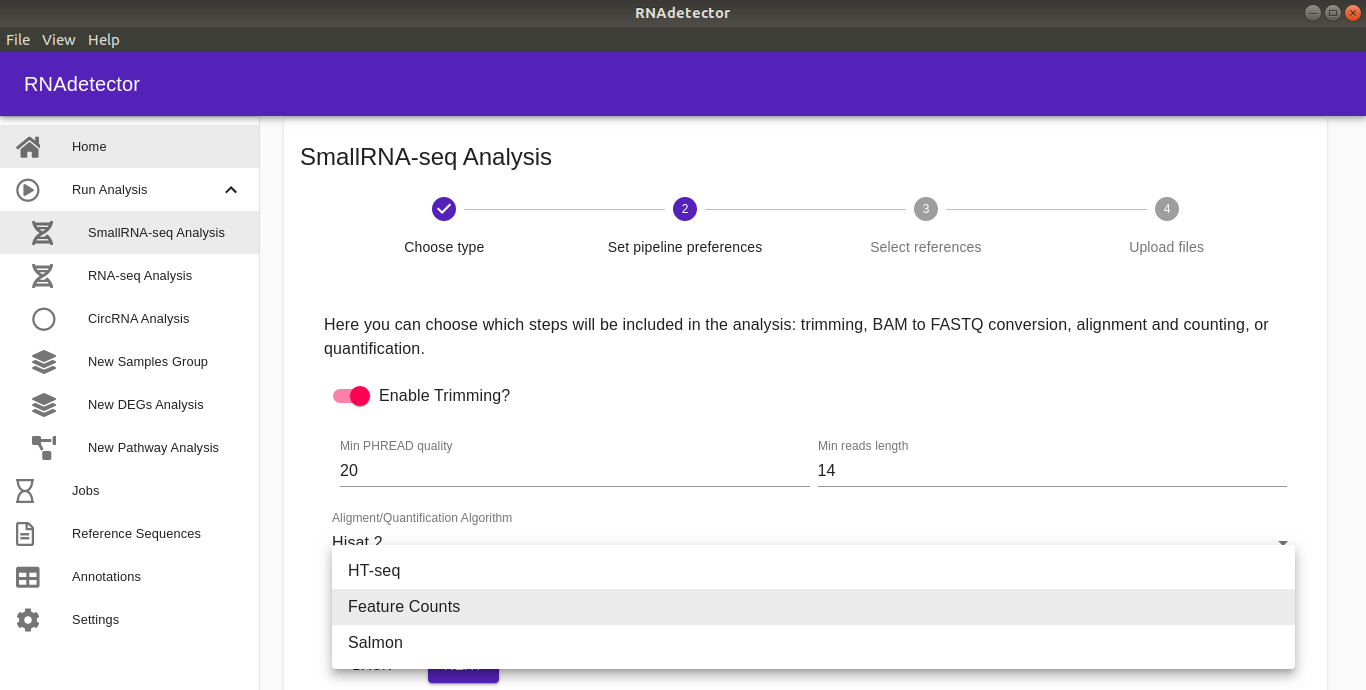 RNAdetector
File View Help
RNAdetector
Home
Run Analysis
SmallRNA-seq Analysis
RNA-seq Analysis
CircRNA Analysis
New Samples Group
New DEGs Analysis
New Pathway Analysis
Jobs
Reference Sequences
Annotations
Settings
SmallRNA-seq Analysis
2 3 4
Choose type Set pipeline preferences Select references Upload files
Here you can choose which steps will be included in the analysis: trimming, BAM to FASTQ conversion, alignment and counting, or
quantification.
Enable Trimming?
Min PHREAD quality Min reads length
20 14
Aligment/Quantification Algorithm
Hisat 2
HT-seq
Feature Counts
Salmon